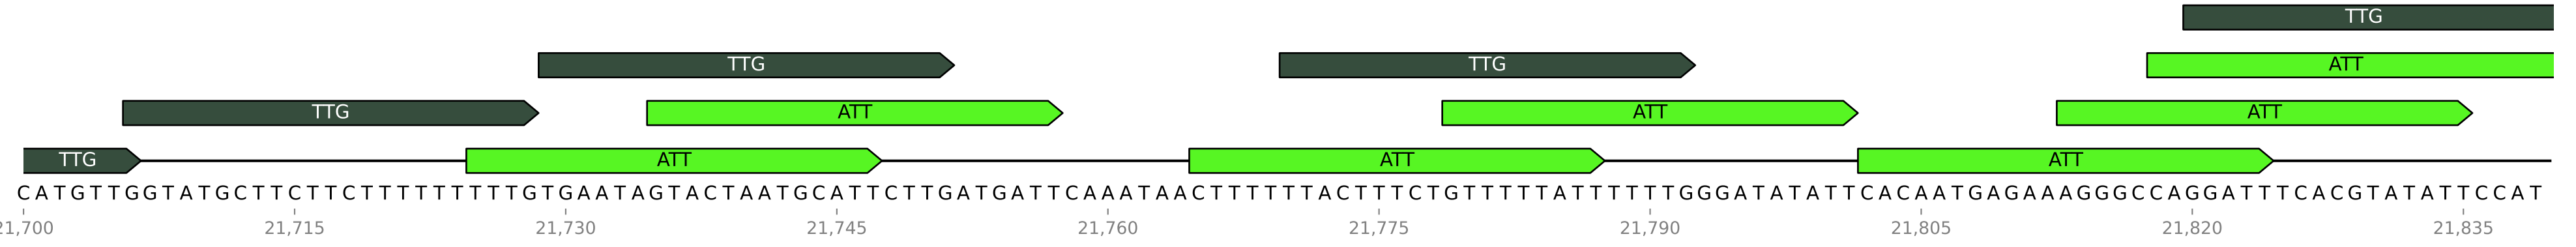 TTG
TTG TTG ATT
TTG ATT ATT ATT
TTG ATT ATT ATT
CATGTTGGTATGCTTCTTCTTTTTTTTTGTGAATAGTACTAATGCATTCTTGATGATTCAAATAACTTTTTTACTTTCTGTTTTTATTTTTTGGGATATATTCACAATGAGAAAGGGCCAGGATTTCACGTATATTCCAT
21,700 21,715 21,730 21,745 21,760 21,775 21,790 21,805 21,820 21,835